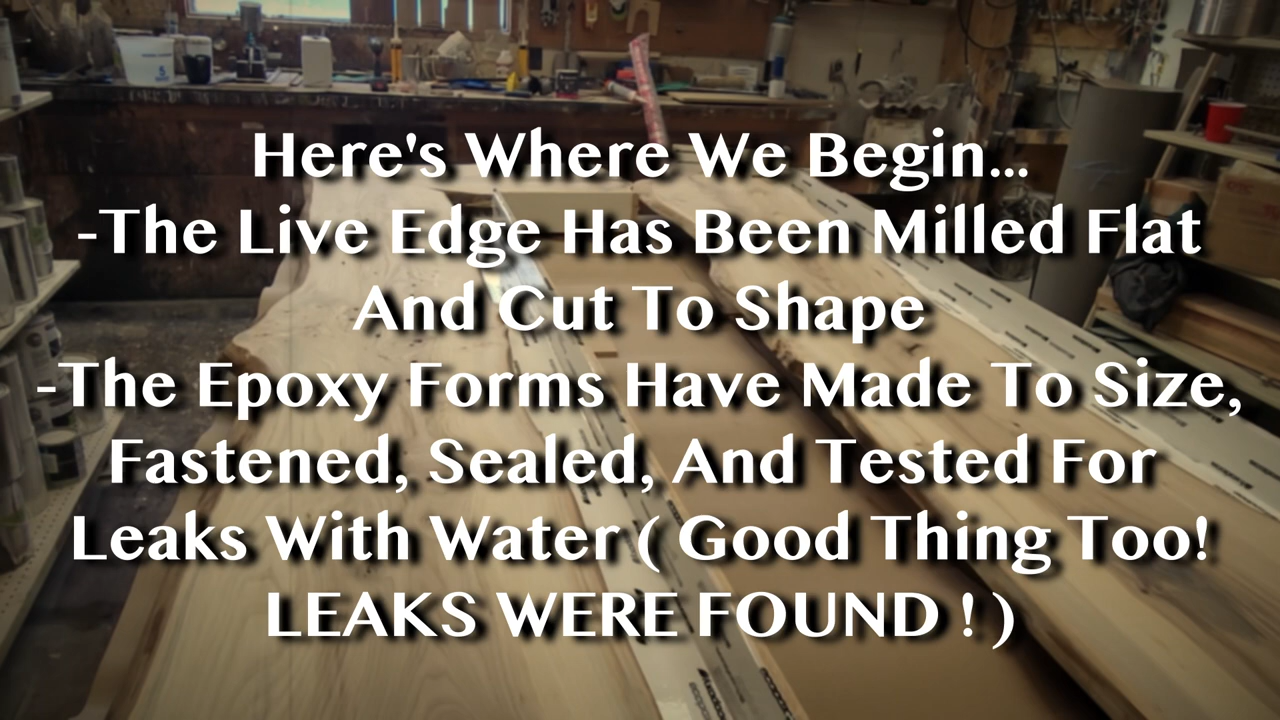 Here's Where We Begin...
-The Live Edge Has Been Milled Flat
And Cut To Shape
-The Epoxy Forms Have Made To Size,
Fastened, Sealed, And Tested For
Leaks With Water ( Good Thing Too!
LEAKS WERE FOUND ! )